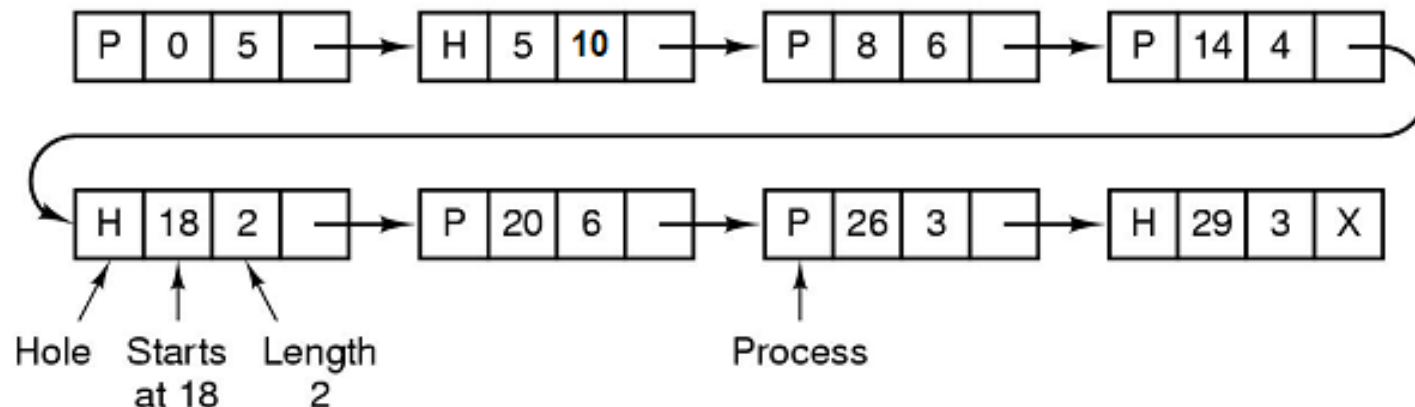 P 0 5 H 5 10 P 8 6 P 14 4
H 18 2 P 20 6 P 26 3 H 29 3 X
Hole Starts Length Process
at 18 2